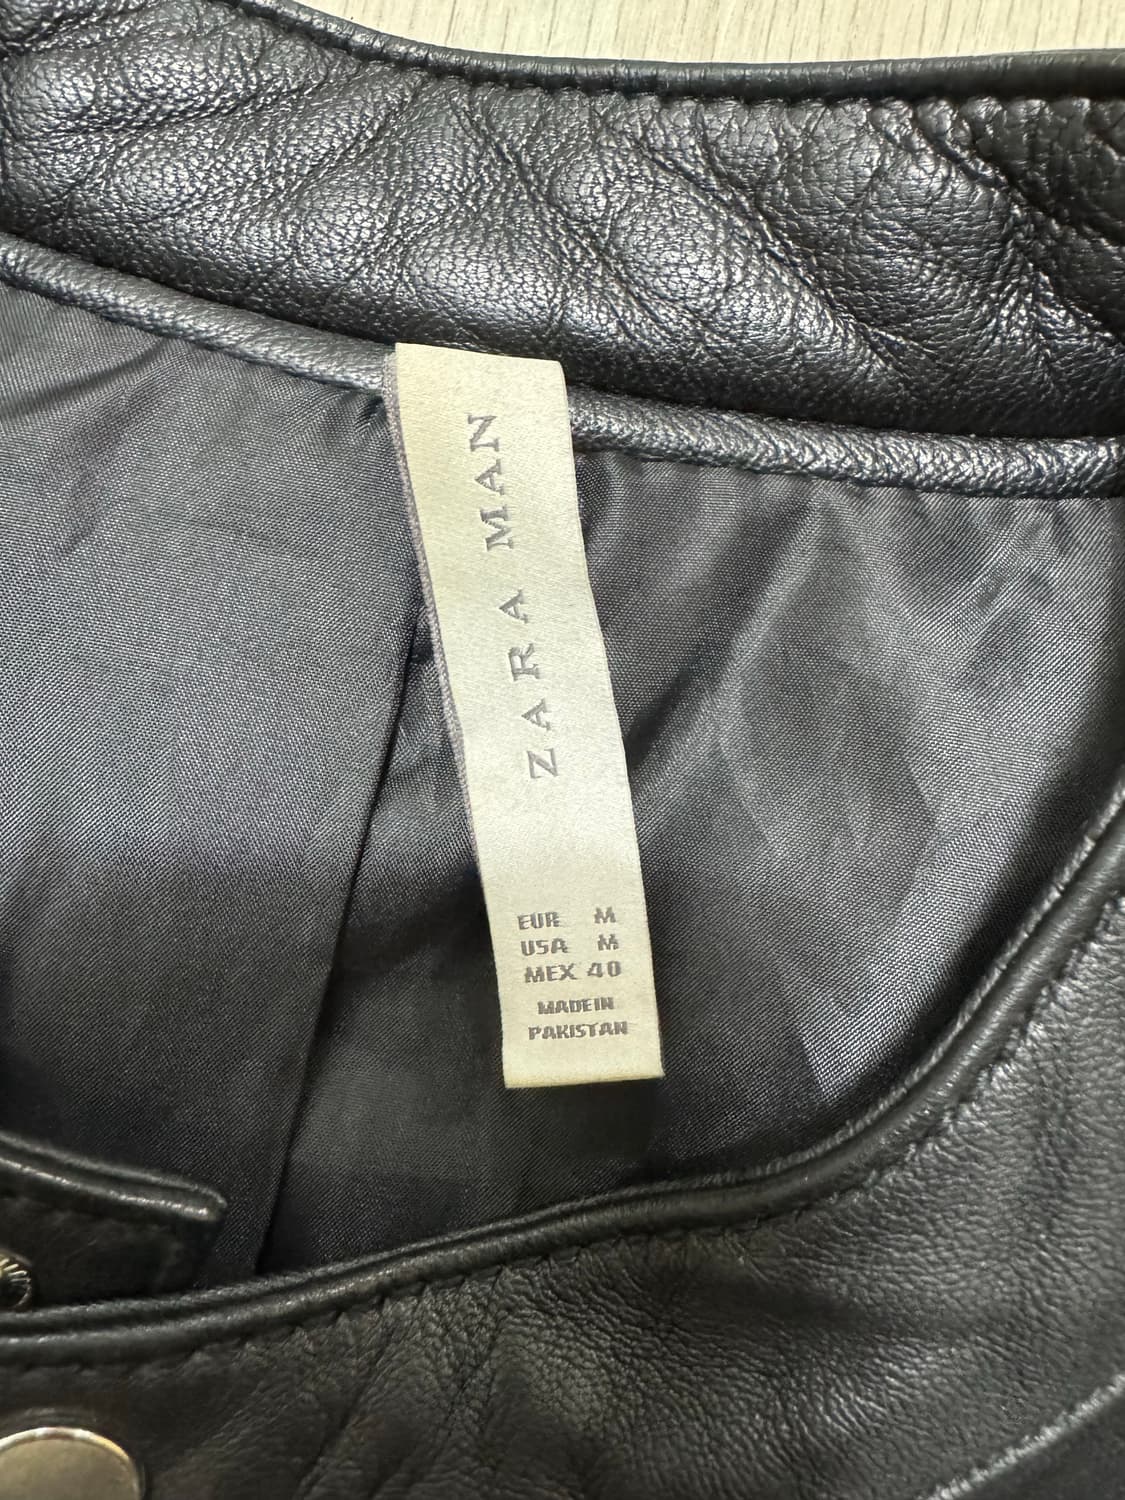 ZARA MAN
EUR M
USA M
MEX 40
MADE IN
PAKISTAN